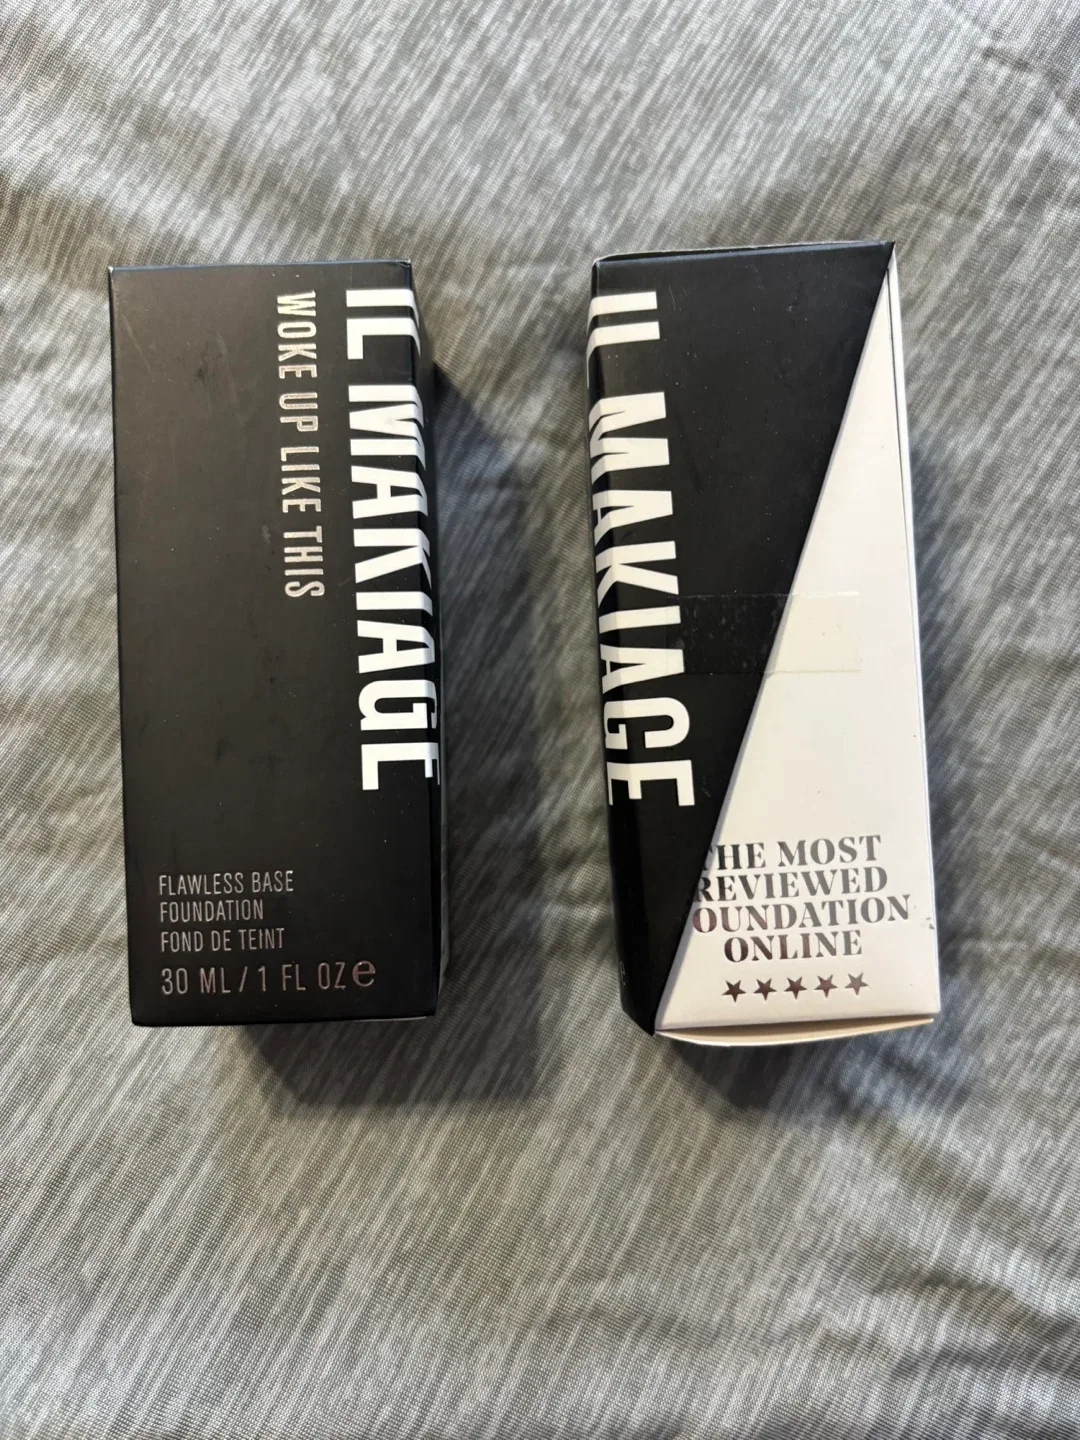 IL MAKIAGE
WOKE UP LIKE THIS
FLAWLESS BASE
FOUNDATION
FOND DE TEINT
30 ML / 1 FL OZ e
IL MAKIAGE
THE MOST
REVIEWED
FOUNDATION
ONLINE